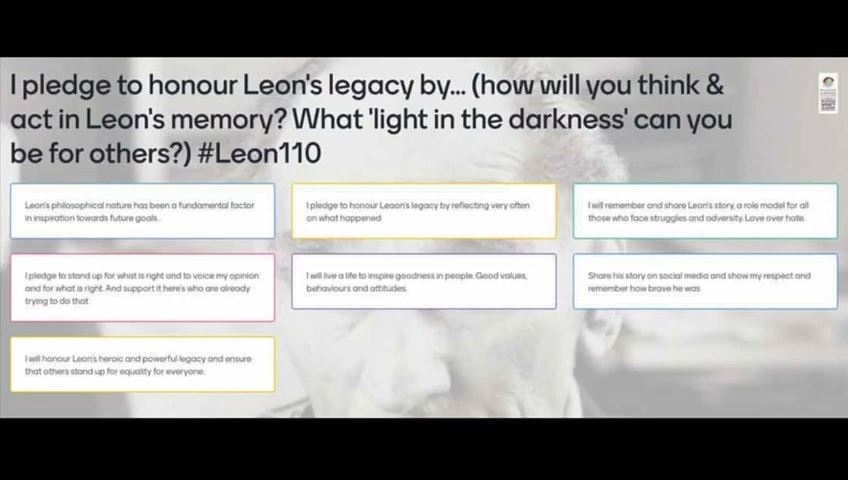 I pledge to honour Leon's legacy by... (how will you think &
act in Leon's memory? What 'light in the darkness' can you
be for others?) #Leon110
Leon's philosophical nature has been a fundamental factor
in inspiration towards future goals.
I pledge to honour Leaon's legacy by reflecting very often
on what happened
I will remember and share Leon's story, a role model for all
those who face struggles and adversity. Love over hate.
I pledge to stand up for what is right and to voice my opinion
and for what is right. And support it here's who are already
trying to do that
I will live a life to inspire goodness in people. Good values,
behaviours and attitudes.
Share his story on social media and show my respect and
remember how brave he was
I will honour Leon's heroic and powerful legacy and ensure
that others stand up for equality for everyone.